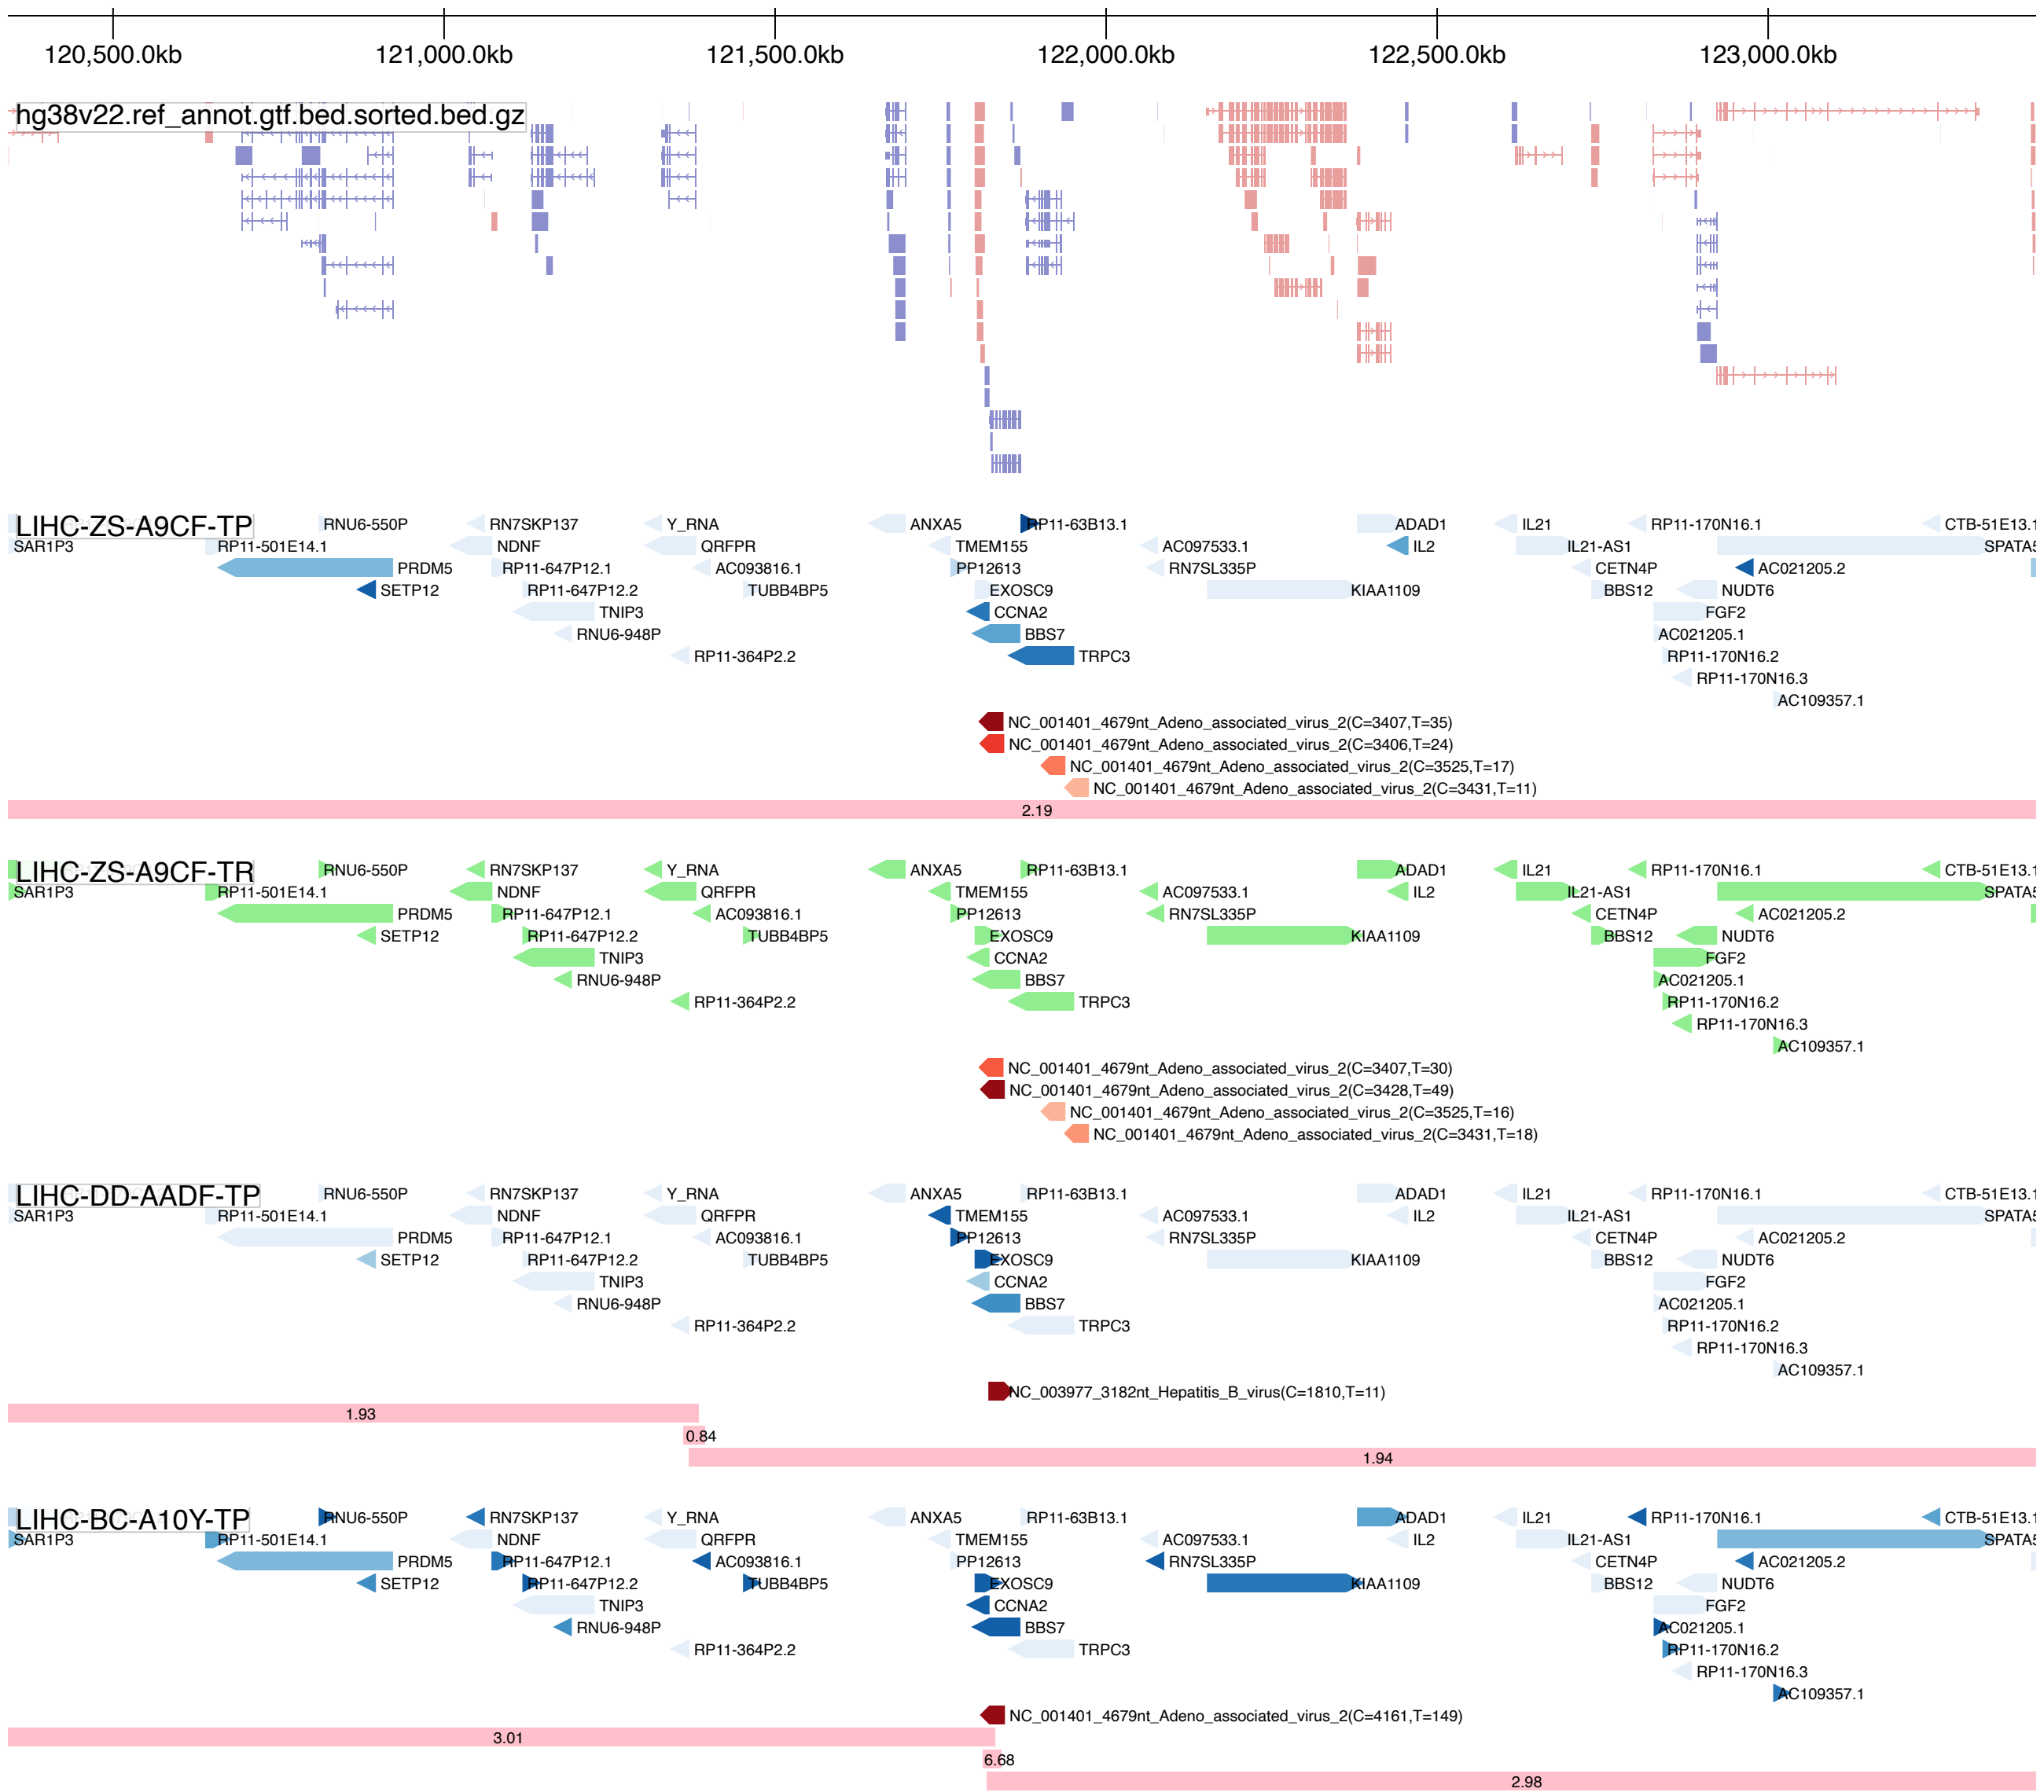 120,500.0kb 121,000.0kb 121,500.0kb 122,000.0kb 122,500.0kb 123,000.0kb
hg38v22.ref_annot.gtf.bed.sorted.bed.gz
LIHC-ZS-A9CF-TP RNU6-550P RN7SKP137 Y_RNA ANXA5 RP11-63B13.1 ADAD1 IL21 RP11-170N16.1 CTB-51E13.1
SAR1P3 RP11-501E14.1 NDNF QRFPR TMEM155 AC097533.1 IL2 IL21-AS1 SPATA5
PRDM5 RP11-647P12.1 AC093816.1 PP12613 RN7SL335P CETN4P AC021205.2
SETP12 RP11-647P12.2 TUBB4BP5 EXOSC9 KIAA1109 BBS12 NUDT6
TNIP3 CCNA2 FGF2
RNU6-948P BBS7 AC021205.1
RP11-364P2.2 TRPC3 RP11-170N16.2
RP11-170N16.3
AC109357.1
NC_001401_4679nt_Adeno_associated_virus_2(C=3407,T=35)
NC_001401_4679nt_Adeno_associated_virus_2(C=3406,T=24)
NC_001401_4679nt_Adeno_associated_virus_2(C=3525,T=17)
NC_001401_4679nt_Adeno_associated_virus_2(C=3431,T=11)
2.19
LIHC-ZS-A9CF-TR RNU6-550P RN7SKP137 Y_RNA ANXA5 RP11-63B13.1 ADAD1 IL21 RP11-170N16.1 CTB-51E13.1
SAR1P3 RP11-501E14.1 NDNF QRFPR TMEM155 AC097533.1 IL2 IL21-AS1 SPATA5
PRDM5 RP11-647P12.1 AC093816.1 PP12613 RN7SL335P CETN4P AC021205.2
SETP12 RP11-647P12.2 TUBB4BP5 EXOSC9 KIAA1109 BBS12 NUDT6
TNIP3 CCNA2 FGF2
RNU6-948P BBS7 AC021205.1
RP11-364P2.2 TRPC3 RP11-170N16.2
RP11-170N16.3
AC109357.1
NC_001401_4679nt_Adeno_associated_virus_2(C=3407,T=30)
NC_001401_4679nt_Adeno_associated_virus_2(C=3428,T=49)
NC_001401_4679nt_Adeno_associated_virus_2(C=3525,T=16)
NC_001401_4679nt_Adeno_associated_virus_2(C=3431,T=18)
LIHC-DD-AADF-TP RNU6-550P RN7SKP137 Y_RNA ANXA5 RP11-63B13.1 ADAD1 IL21 RP11-170N16.1 CTB-51E13.1
SAR1P3 RP11-501E14.1 NDNF QRFPR TMEM155 AC097533.1 IL2 IL21-AS1 SPATA5
PRDM5 RP11-647P12.1 AC093816.1 PP12613 RN7SL335P CETN4P AC021205.2
SETP12 RP11-647P12.2 TUBB4BP5 EXOSC9 KIAA1109 BBS12 NUDT6
TNIP3 CCNA2 FGF2
RNU6-948P BBS7 AC021205.1
RP11-364P2.2 TRPC3 RP11-170N16.2
RP11-170N16.3
AC109357.1
NC_003977_3182nt_Hepatitis_B_virus(C=1810,T=11)
1.93
0.84
1.94
LIHC-BC-A10Y-TP RNU6-550P RN7SKP137 Y_RNA ANXA5 RP11-63B13.1 ADAD1 IL21 RP11-170N16.1 CTB-51E13.1
SAR1P3 RP11-501E14.1 NDNF QRFPR TMEM155 AC097533.1 IL2 IL21-AS1 SPATA5
PRDM5 RP11-647P12.1 AC093816.1 PP12613 RN7SL335P CETN4P AC021205.2
SETP12 RP11-647P12.2 TUBB4BP5 EXOSC9 KIAA1109 BBS12 NUDT6
TNIP3 CCNA2 FGF2
RNU6-948P BBS7 AC021205.1
RP11-364P2.2 TRPC3 RP11-170N16.2
RP11-170N16.3
AC109357.1
NC_001401_4679nt_Adeno_associated_virus_2(C=4161,T=149)
3.01
6.68
2.98